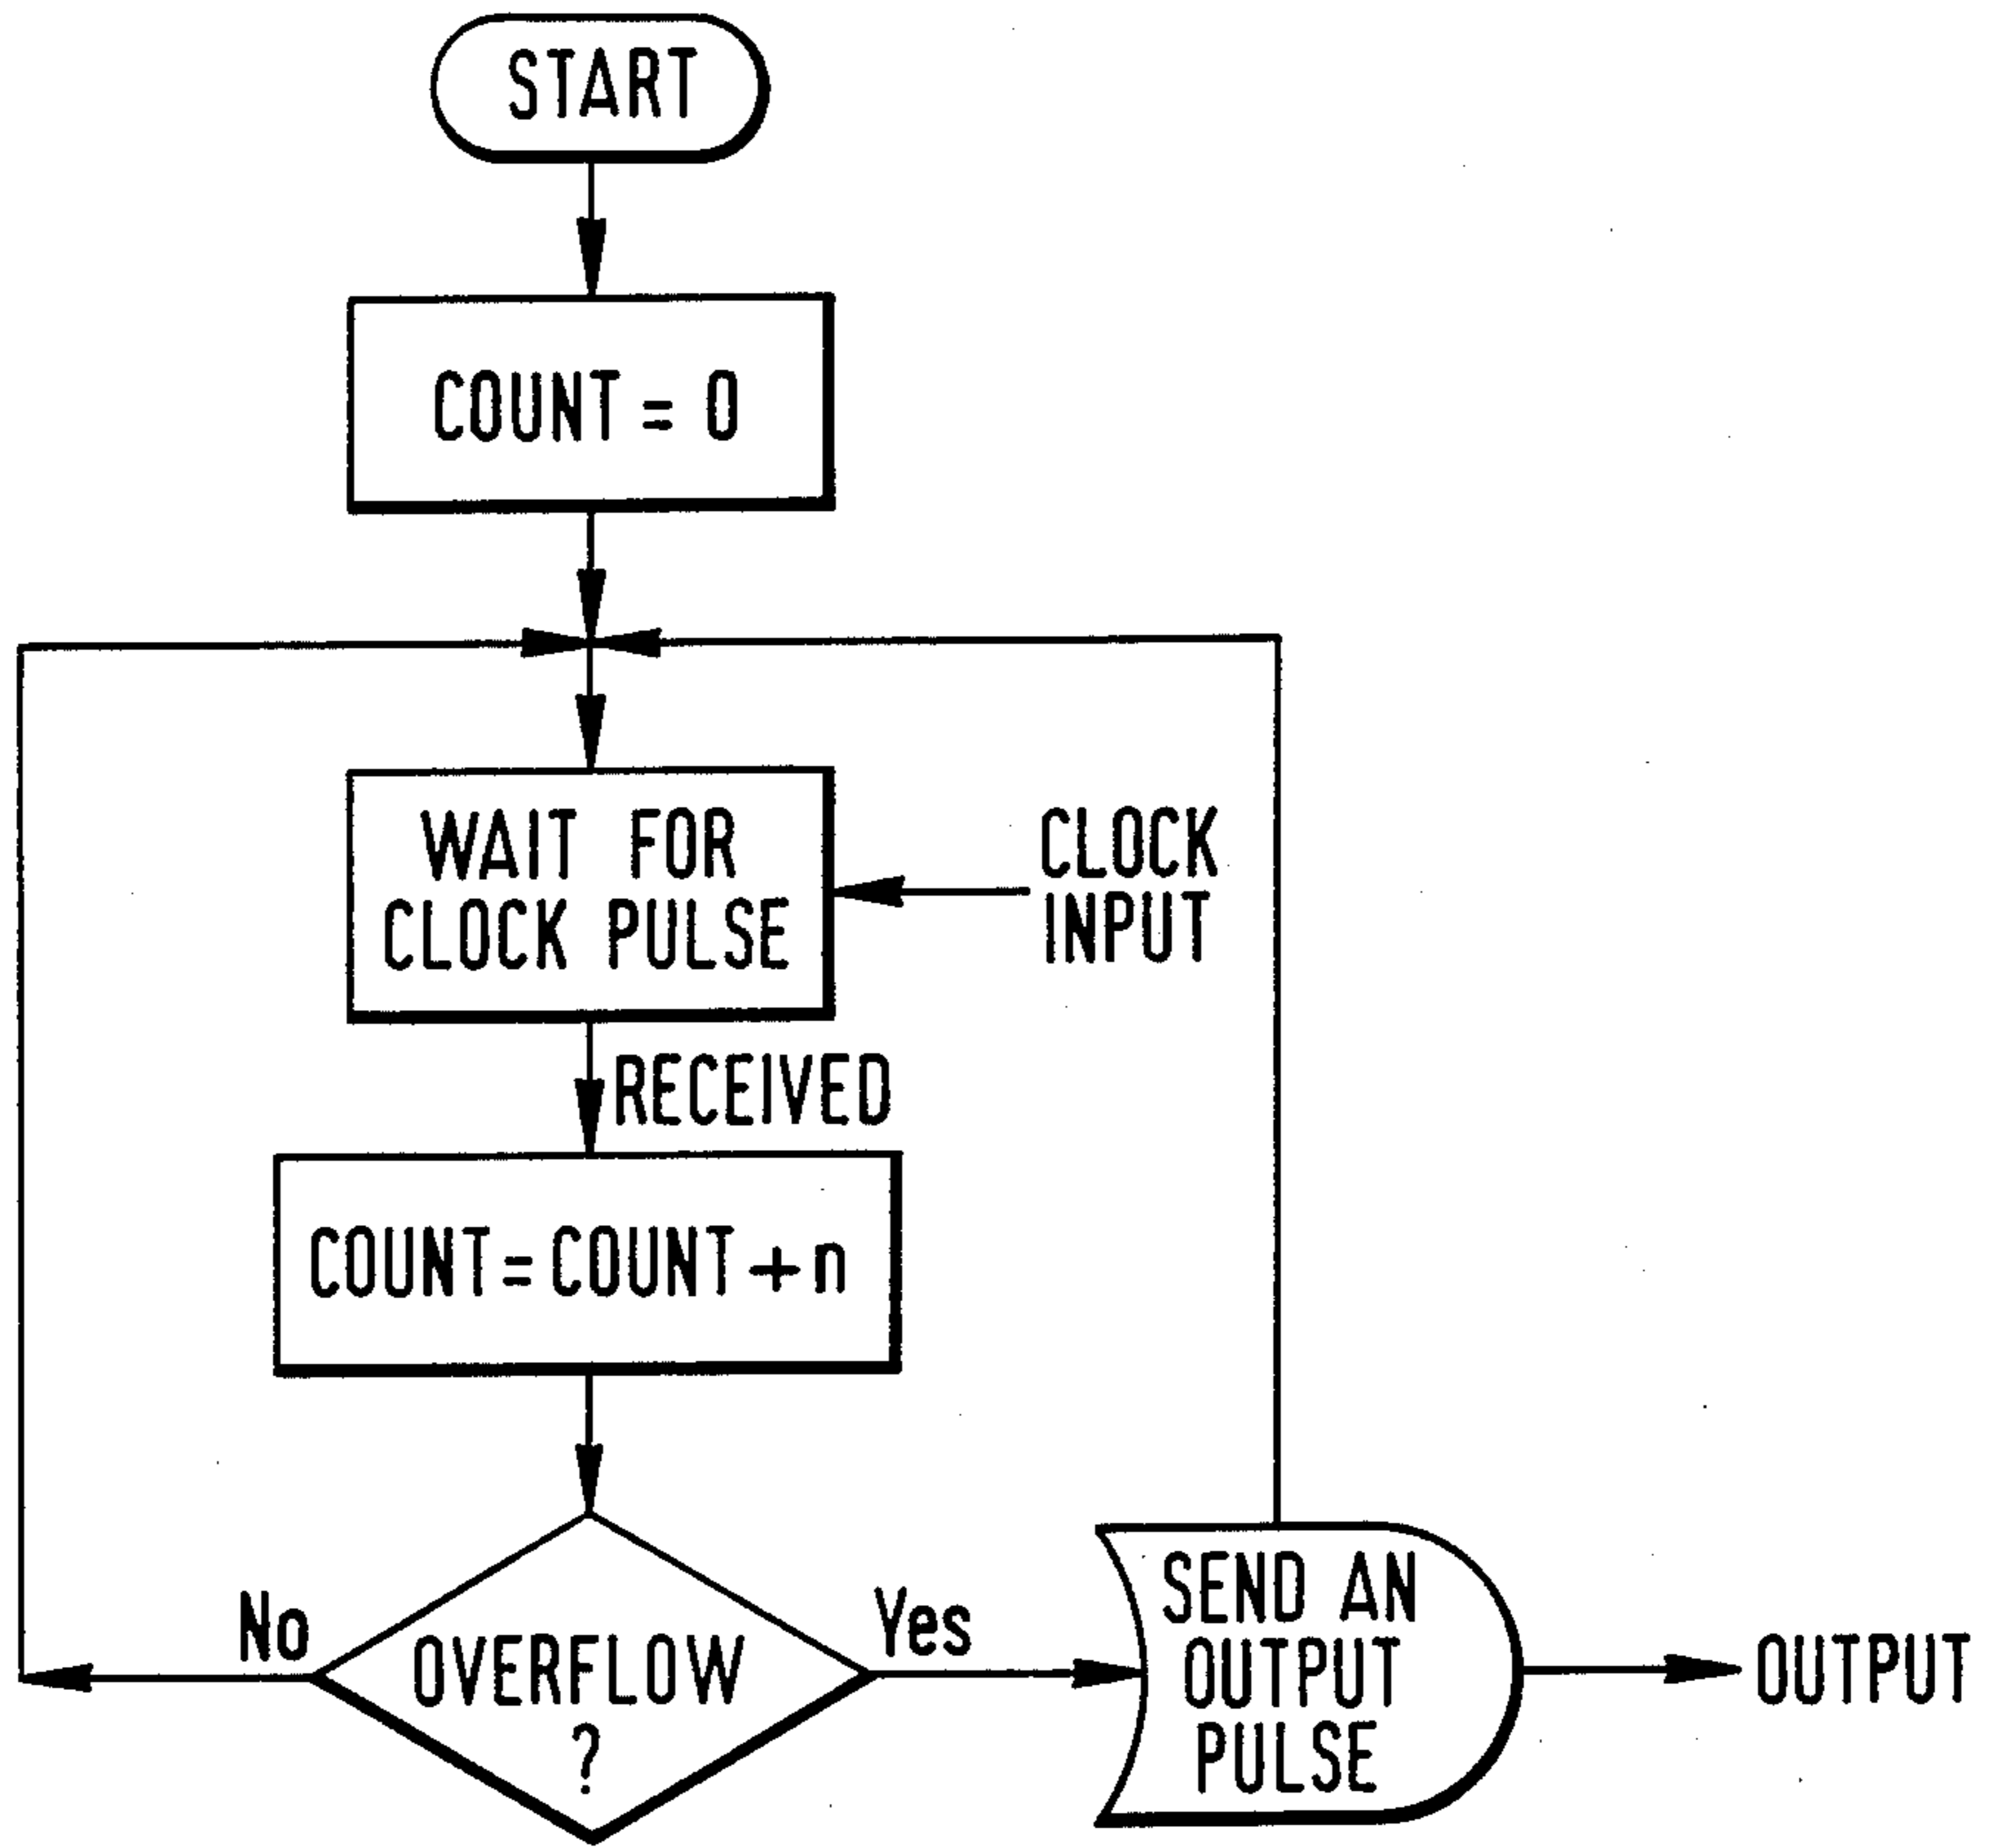 START
COUNT = 0
WAIT FOR
CLOCK PULSE
CLOCK
INPUT
RECEIVED
COUNT=COUNT+n
No
OVERFLOW
?
Yes
SEND AN
OUTPUT
PULSE
OUTPUT